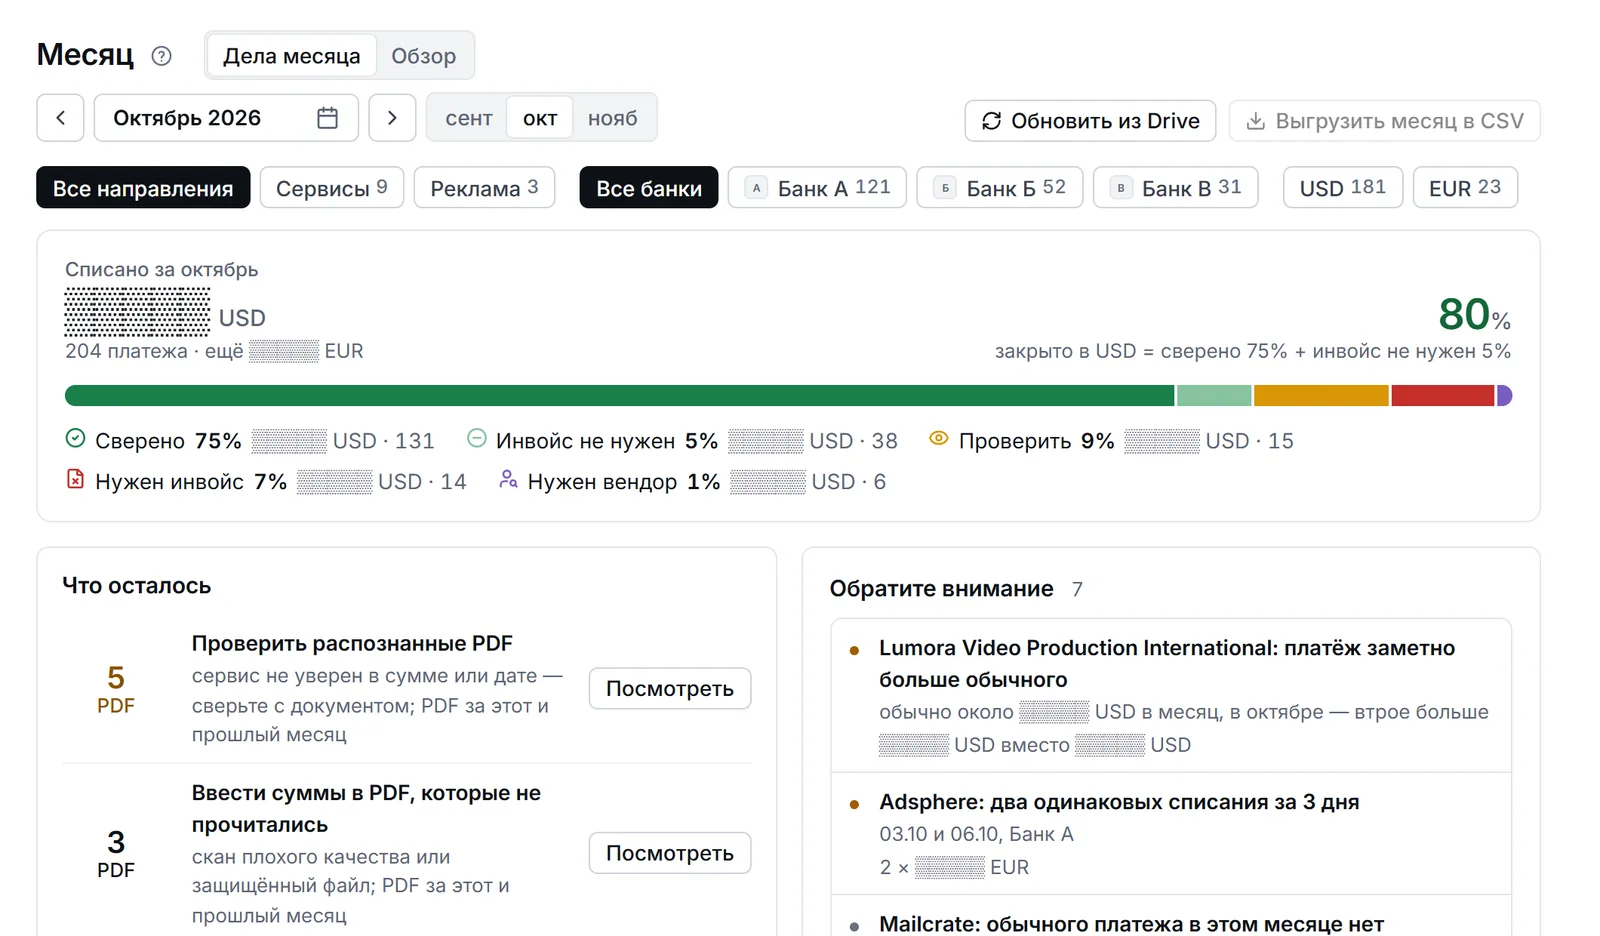 Месяц
Дела месяца Обзор
Октябрь 2026
сент окт нояб
Обновить из Drive
Выгрузить месяц в CSV
Все направления Сервисы 9 Реклама 3 Все банки А Банк А 121 Б Банк Б 52 В Банк В 31 USD 181 EUR 23
Списано за октябрь
USD
204 платежа · ещё EUR
80%
закрыто в USD = сверено 75% + инвойс не нужен 5%
Сверено 75% USD · 131 Инвойс не нужен 5% USD · 38 Проверить 9% USD · 15
Нужен инвойс 7% USD · 14 Нужен вендор 1% USD · 6
Что осталось
5 PDF
Проверить распознанные PDF
сервис не уверен в сумме или дате —
сверьте с документом; PDF за этот и
прошлый месяц
Посмотреть
3 PDF
Ввести суммы в PDF, которые не
прочитались
скан плохого качества или
защищённый файл; PDF за этот и
прошлый месяц
Посмотреть
Обратите внимание 7
Lumora Video Production International: платёж заметно
больше обычного
обычно около USD в месяц, в октябре — втрое больше
USD вместо USD
Adsphere: два одинаковых списания за 3 дня
03.10 и 06.10, Банк А
2 × EUR
Mailcrate: обычного платежа в этом месяце нет